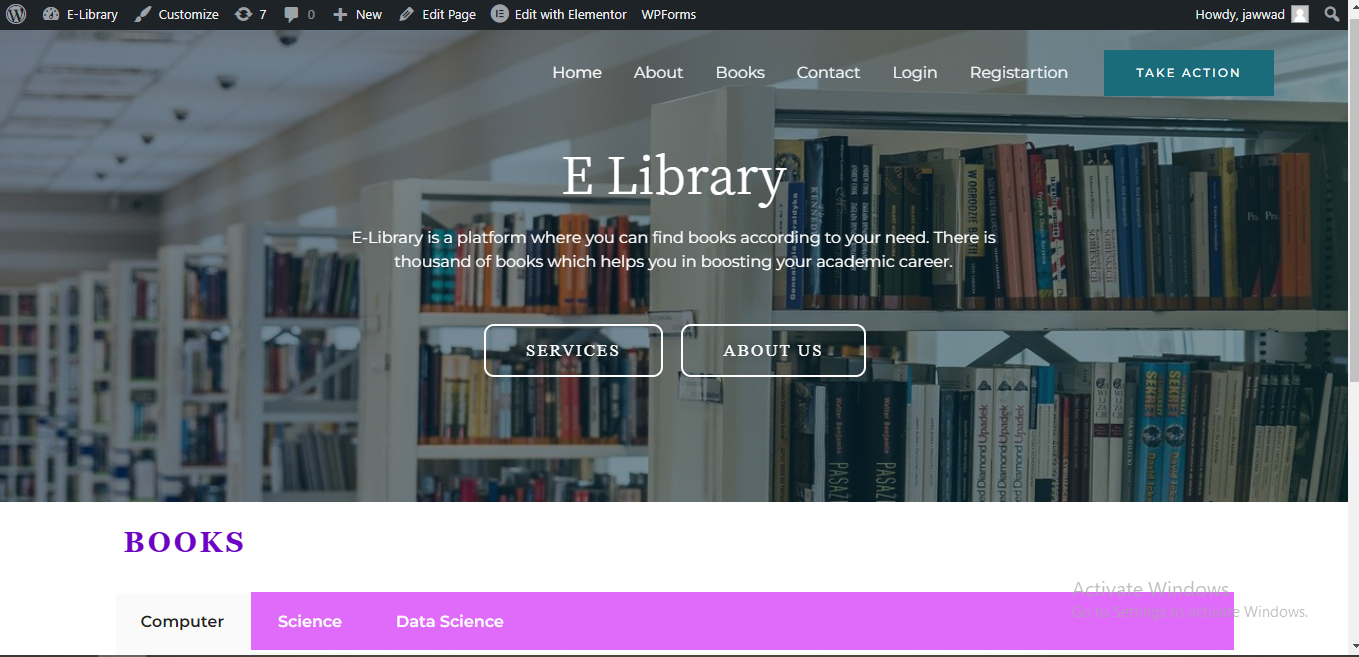 E-Library Customize 7 0 New Edit Page Edit with Elementor WPForms Howdy, jawwad
Home About Books Contact Login Registartion TAKE ACTION
E Library
E-Library is a platform where you can find books according to your need. There is
thousand of books which helps you in boosting your academic career.
SERVICES ABOUT US
BOOKS
Computer Science Data Science
Activate Windows
Go to Settings to activate Windows.